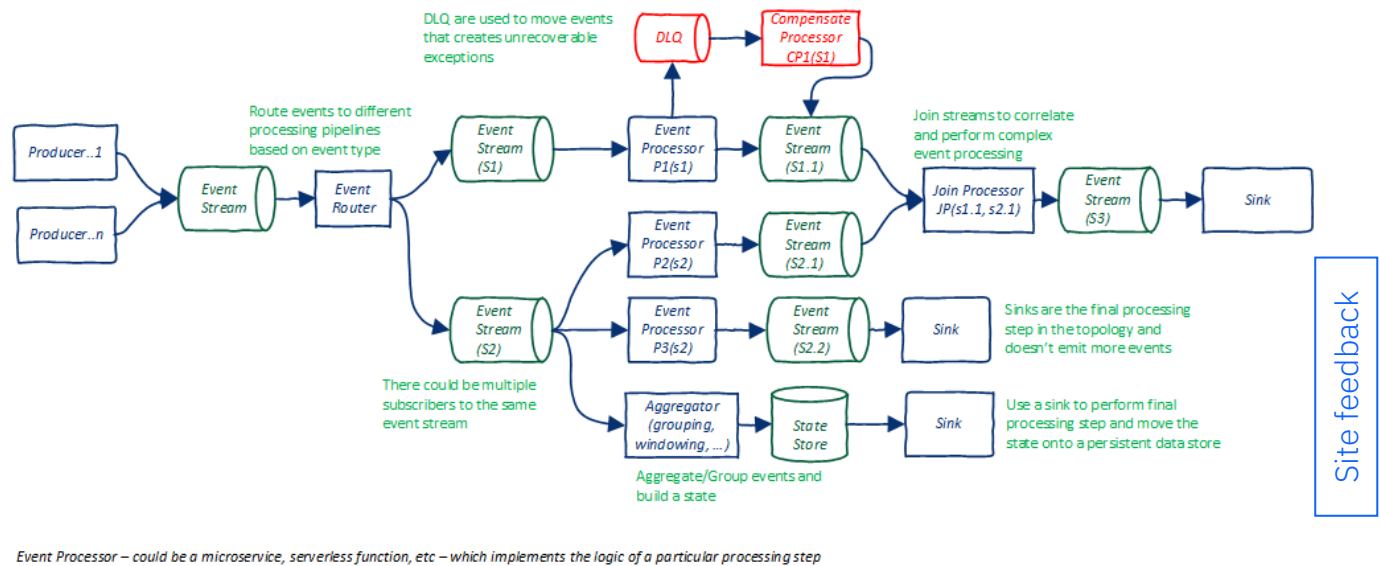 DLQ are used to move events
that creates unrecoverable
exceptions
DLQ
Compensate
Processor
CP1(S1)
Route events to different
processing pipelines
based on event type
Producer..1
Producer..n
Event
Stream
Event
Router
Event
Stream
(S1)
Event
Processor
P1(s1)
Event
Stream
(S1.1)
Join streams to correlate
and perform complex
event processing
Join Processor
JP(s1.1, s2.1)
Event
Stream
(S3)
Sink
Event
Processor
P2(s2)
Event
Stream
(S2.1)
Event
Stream
(S2)
Event
Processor
P3(s2)
Event
Stream
(S2.2)
Sink
Sinks are the final processing
step in the topology and
doesn't emit more events
There could be multiple
subscribers to the same
event stream
Aggregator
(grouping,
windowing, ...)
State
Store
Sink
Use a sink to perform final
processing step and move the
state onto a persistent data store
Aggregate/Group events and
build a state
Site feedback
Event Processor – could be a microservice, serverless function, etc – which implements the logic of a particular processing step